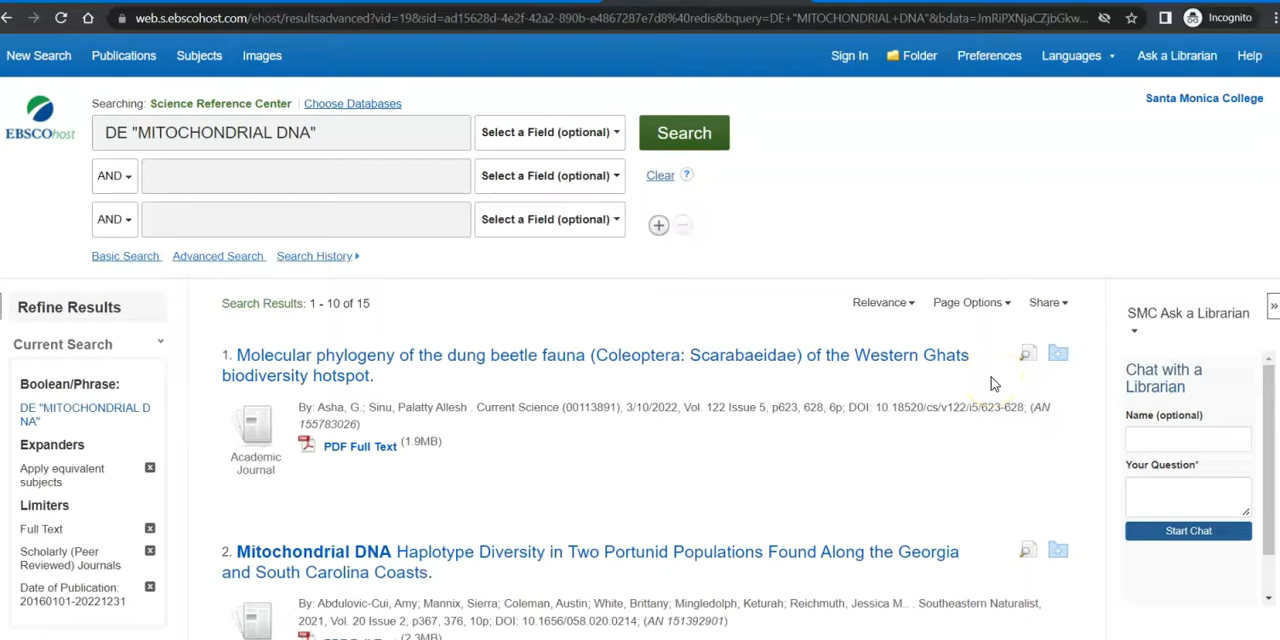 web.s.ebscohost.com/ehost/resultsadvanced?vid=19&sid=ad15628d-4e2f-42a2-890b-e4867287e7d8%40redis&bquery=DE+"MITOCHONDRIAL+DNA"&bdata=JmRiPXNjaCZjbGkw... Incognito
New Search Publications Subjects Images Sign In Folder Preferences Languages Ask a Librarian Help
Searching: Science Reference Center Choose Databases Santa Monica College
EBSCOhost
DE "MITOCHONDRIAL DNA" Select a Field (optional) Search
AND Select a Field (optional) Clear ?
AND Select a Field (optional)
Basic Search Advanced Search Search History
Refine Results
Search Results: 1 - 10 of 15 Relevance Page Options Share
SMC Ask a Librarian
Current Search
Boolean/Phrase:
DE "MITOCHONDRIAL D
NA"
Expanders
Apply equivalent
subjects
Limiters
Full Text
Scholarly (Peer
Reviewed) Journals
Date of Publication:
20160101-20221231
1. Molecular phylogeny of the dung beetle fauna (Coleoptera: Scarabaeidae) of the Western Ghats
biodiversity hotspot.
By: Asha, G.; Sinu, Palatty Allesh . Current Science (00113891), 3/10/2022, Vol. 122 Issue 5, p623, 628, 6p; DOI: 10.18520/cs/v122/i5/623-628; (AN
155783026)
PDF Full Text (1.9MB)
Academic
Journal
2. Mitochondrial DNA Haplotype Diversity in Two Portunid Populations Found Along the Georgia
and South Carolina Coasts.
By: Abdulovic-Cui, Amy; Mannix, Sierra; Coleman, Austin; White, Brittany; Mingledolph, Keturah; Reichmuth, Jessica M.. . Southeastern Naturalist,
2021, Vol. 20 Issue 2, p367, 376, 10p; DOI: 10.1656/058.020.0214; (AN 151392901)
PDF Full Text (2.3MB)
Chat with a
Librarian
Name (optional)
Your Question*
Start Chat